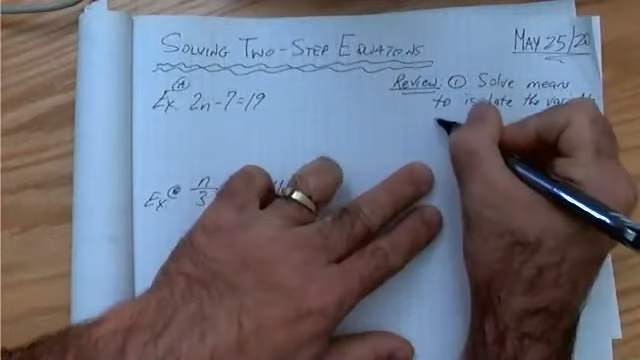 SOLVING TWO-STEP EQUATIONS
MAY 25/20
Review: ① Solve means
to isolate the variable
Ex. Ⓐ 2n-7=19
Ex Ⓑ n/3